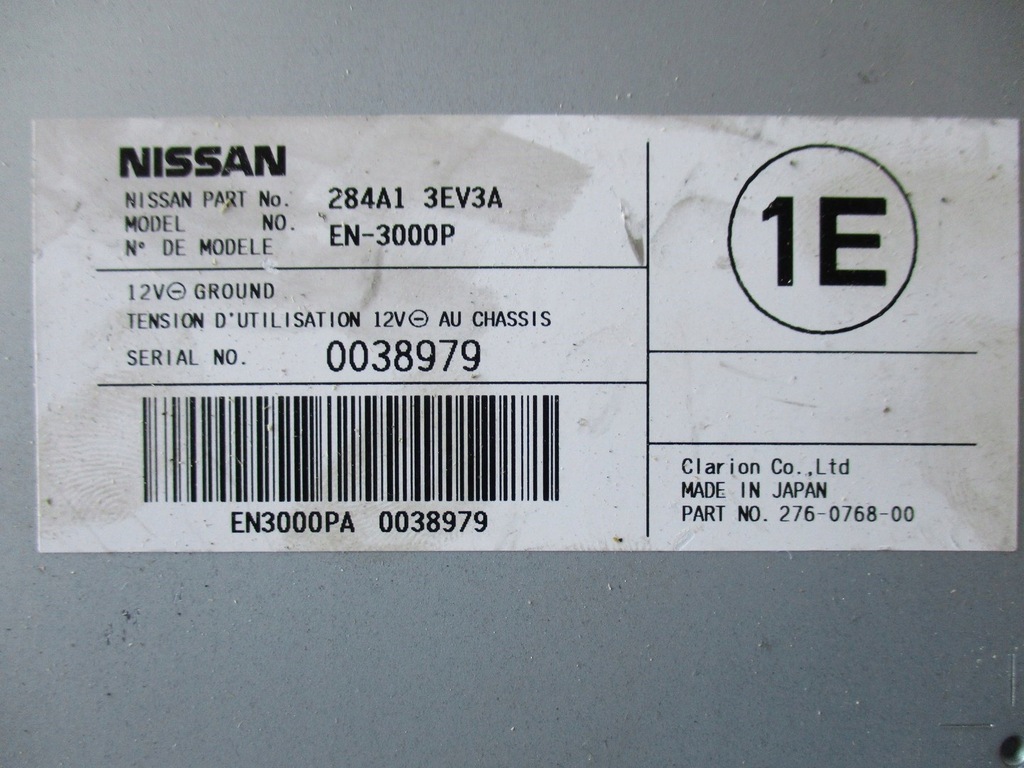 NISSAN
NISSAN PART No. 284A1 3EV3A
MODEL NO.
N° DE MODELE EN-3000P
12V⊖ GROUND
TENSION D'UTILISATION 12V⊖ AU CHASSIS
SERIAL NO. 0038979
EN3000PA 0038979
1E
Clarion Co.,Ltd
MADE IN JAPAN
PART NO. 276-0768-00